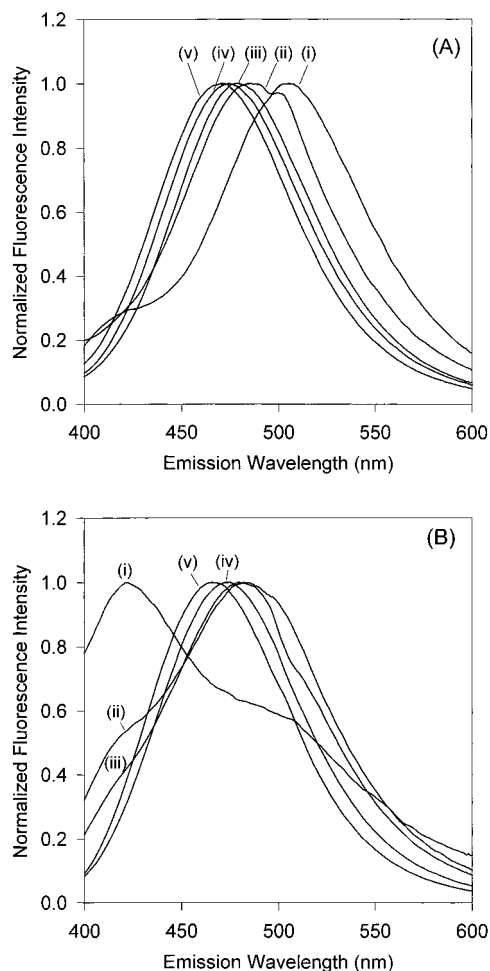 (A)
1.2
1.0
0.8
0.6
0.4
0.2
0.0
Normalized Fluorescence Intensity
(v) (iv) (iii) (ii) (i)
400 450 500 550 600
Emission Wavelength (nm)
(B)
1.2
1.0
0.8
0.6
0.4
0.2
0.0
Normalized Fluorescence Intensity
(i)
(v) (iv)
(ii)
(iii)
400 450 500 550 600
Emission Wavelength (nm)